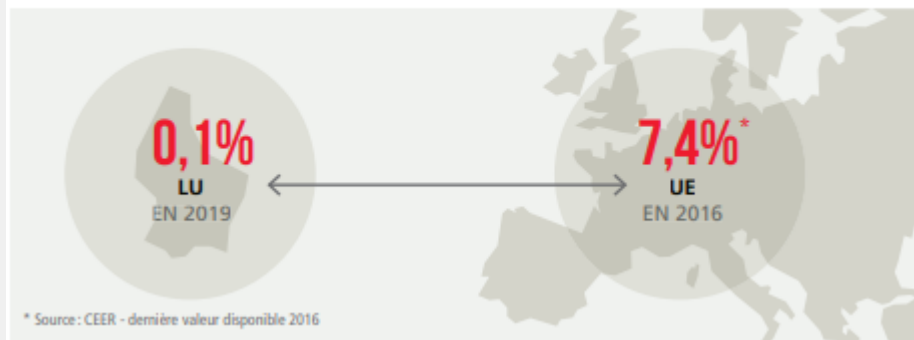 0,1%
LU
EN 2019
7,4%*
UE
EN 2016
* Source : CEER - dernière valeur disponible 2016